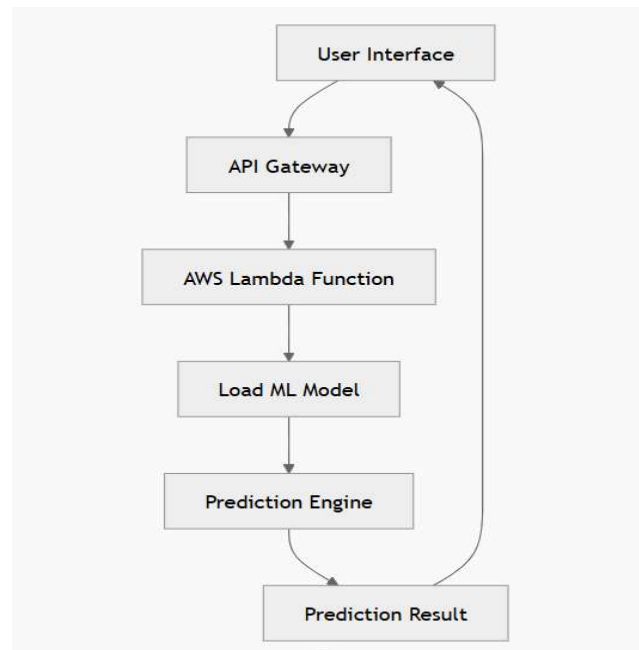 User Interface
API Gateway
AWS Lambda Function
Load ML Model
Prediction Engine
Prediction Result